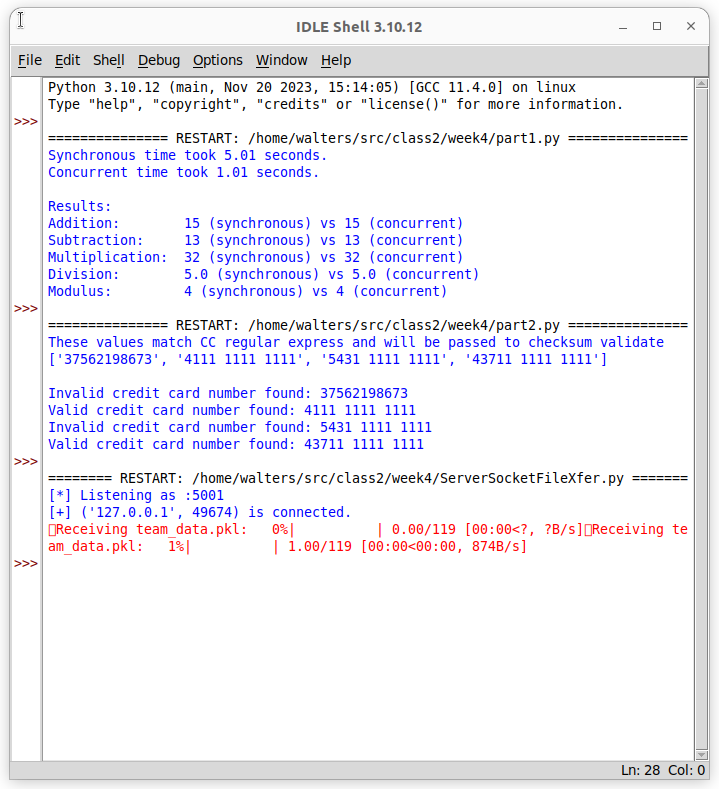 IDLE Shell 3.10.12
File Edit Shell Debug Options Window Help
Python 3.10.12 (main, Nov 20 2023, 15:14:05) [GCC 11.4.0] on linux
Type "help", "copyright", "credits" or "license()" for more information.
>>>
=============== RESTART: /home/walters/src/class2/week4/part1.py ===============
Synchronous time took 5.01 seconds.
Concurrent time took 1.01 seconds.
Results:
Addition:        15 (synchronous) vs 15 (concurrent)
Subtraction:     13 (synchronous) vs 13 (concurrent)
Multiplication:  32 (synchronous) vs 32 (concurrent)
Division:        5.0 (synchronous) vs 5.0 (concurrent)
Modulus:         4 (synchronous) vs 4 (concurrent)
>>>
=============== RESTART: /home/walters/src/class2/week4/part2.py ===============
These values match CC regular express and will be passed to checksum validate
['37562198673', '4111 1111 1111', '5431 1111 1111', '43711 1111 1111']
Invalid credit card number found: 37562198673
Valid credit card number found: 4111 1111 1111
Invalid credit card number found: 5431 1111 1111
Valid credit card number found: 43711 1111 1111
>>>
======== RESTART: /home/walters/src/class2/week4/ServerSocketFileXfer.py =======
[*] Listening as :5001
[+] ('127.0.0.1', 49674) is connected.
Receiving team_data.pkl:   0%|          | 0.00/119 [00:00<?, ?B/s]Receiving te
am_data.pkl:   1%|          | 1.00/119 [00:00<00:00, 874B/s]
>>>
Ln: 28 Col: 0